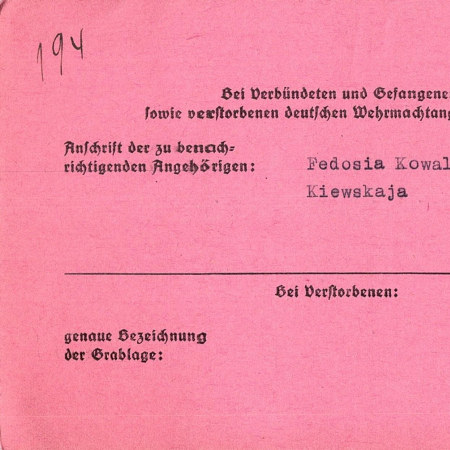 194
Bei Verbündeten und Gefangene
sowie verstorbenen deutschen Wehrmachtang
Anschrift der zu benach-
richtigenden Angehörigen:
Fedosia Kowal
Kiewskaja
Bei Verstorbenen:
genaue Bezeichnung
der Grablage: